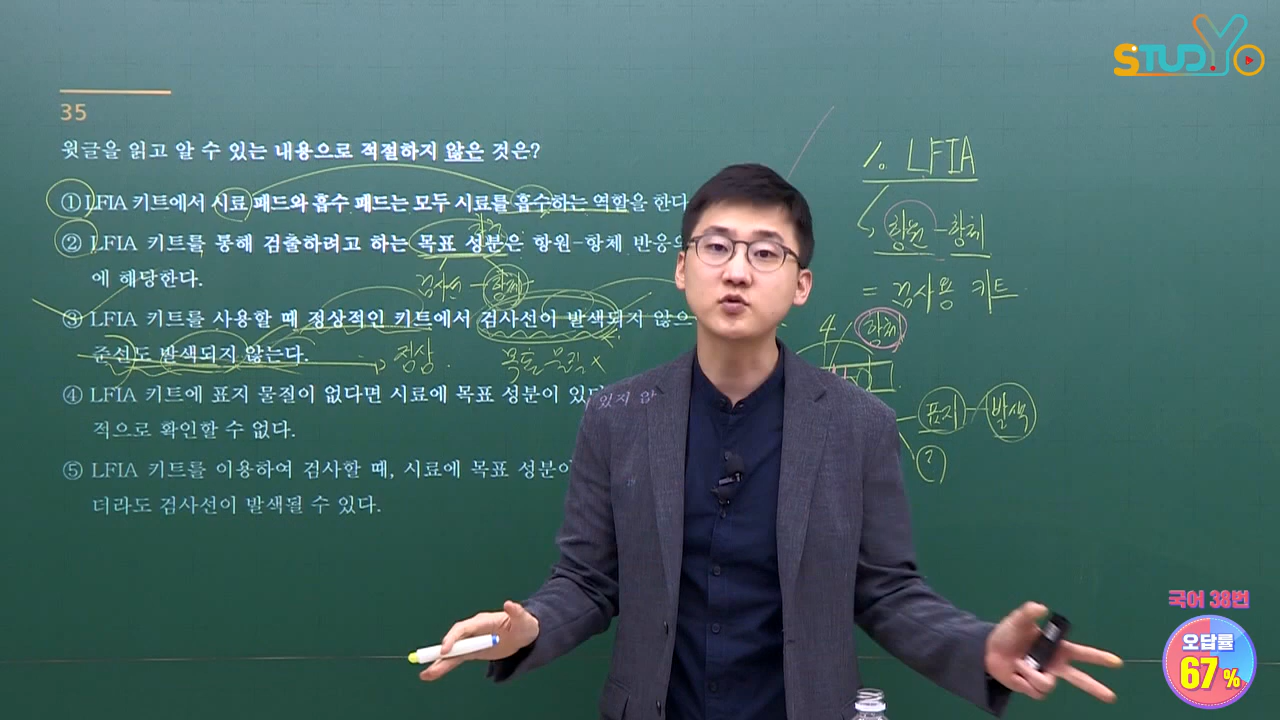 STUDYO
35
윗글을 읽고 알 수 있는 내용으로 적절하지 않은 것은?
① LFIA 키트에서 시료 패드와 흡수 패드는 모두 시료를 흡수하는 역할을 한다
② LFIA 키트를 통해 검출하려고 하는 목표 성분은 항원-항체 반응의
에 해당한다.
검사선 - 항체
③ LFIA 키트를 사용할 때 정상적인 키트에서 검사선이 발색되지 않으
준선도 발색되지 않는다.
정상
④ LFIA 키트에 표지 물질이 없다면 시료에 목표 성분이 있다
적으로 확인할 수 없다.
⑤ LFIA 키트를 이용하여 검사할 때, 시료에 목표 성분이
있지 않
더라도 검사선이 발색될 수 있다.
1. LFIA
항원-항체
= 검사용 키트
4
항체
표지 - 발색
?
국어 38번
오답률
67%